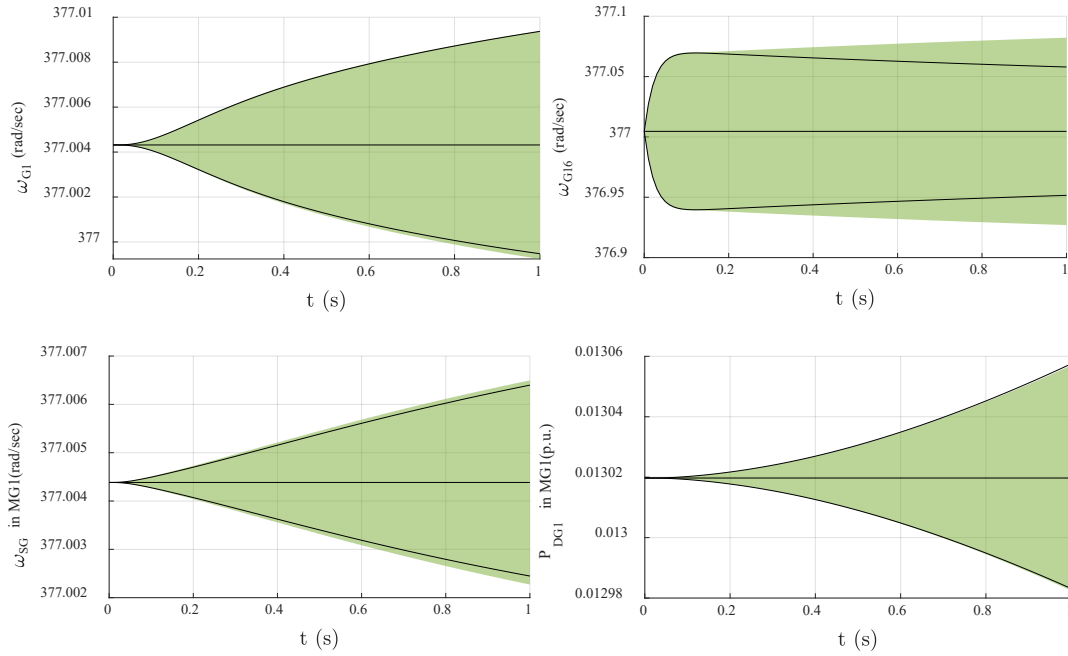 377.01
377.008
377.006
377.004
377.002
377
ω_G1 (rad/sec)
0 0.2 0.4 0.6 0.8 1
t (s)
377.1
377.05
377
376.95
376.9
ω_G16 (rad/sec)
0 0.2 0.4 0.6 0.8 1
t (s)
377.007
377.006
377.005
377.004
377.003
377.002
ω_SG in MG1(rad/sec)
0 0.2 0.4 0.6 0.8 1
t (s)
0.01306
0.01304
0.01302
0.013
0.01298
P_DG1 in MG1(p.u.)
0 0.2 0.4 0.6 0.8 1
t (s)